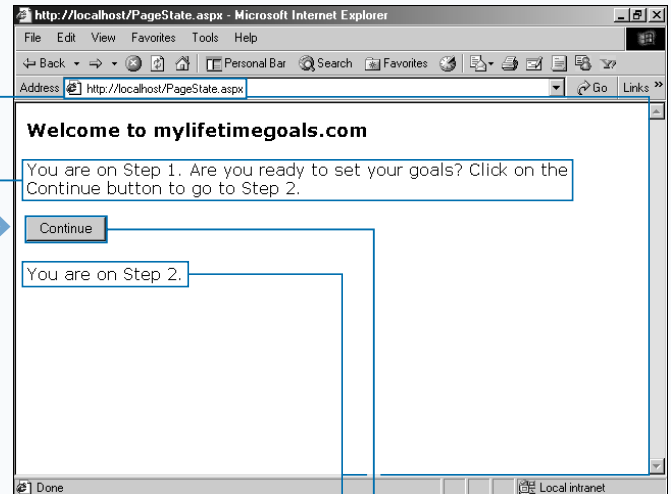 http://localhost/PageState.aspx - Microsoft Internet Explorer
File Edit View Favorites Tools Help
Back Personal Bar Search Favorites
Address http://localhost/PageState.aspx Go Links »
Welcome to mylifetimegoals.com
You are on Step 1. Are you ready to set your goals? Click on the
Continue button to go to Step 2.
Continue
You are on Step 2.
Done Local intranet